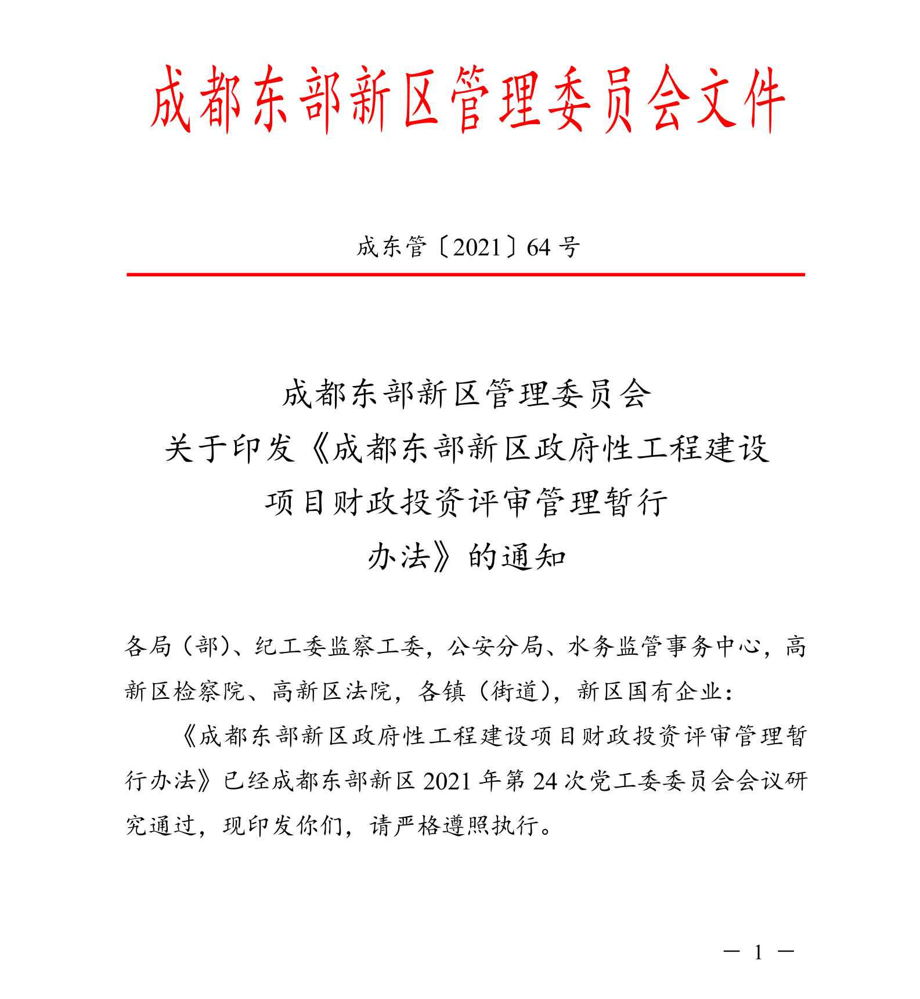 成都东部新区管理委员会文件
成东管〔2021〕64 号
成都东部新区管理委员会
关于印发《成都东部新区政府性工程建设
项目财政投资评审管理暂行
办法》的通知
各局（部）、纪工委监察工委，公安分局、水务监管事务中心，高
新区检察院、高新区法院，各镇（街道），新区国有企业：
《成都东部新区政府性工程建设项目财政投资评审管理暂
行办法》已经成都东部新区 2021 年第 24 次党工委委员会会议研
究通过，现印发你们，请严格遵照执行。
－ 1 －